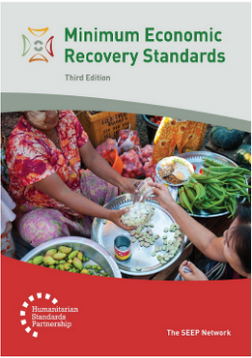 Minimum Economic
Recovery Standards
Third Edition
Humanitarian
Standards
Partnership
The SEEP Network